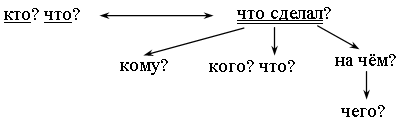 кто? что? что сделал?
кому? кого? что? на чём?
чего?